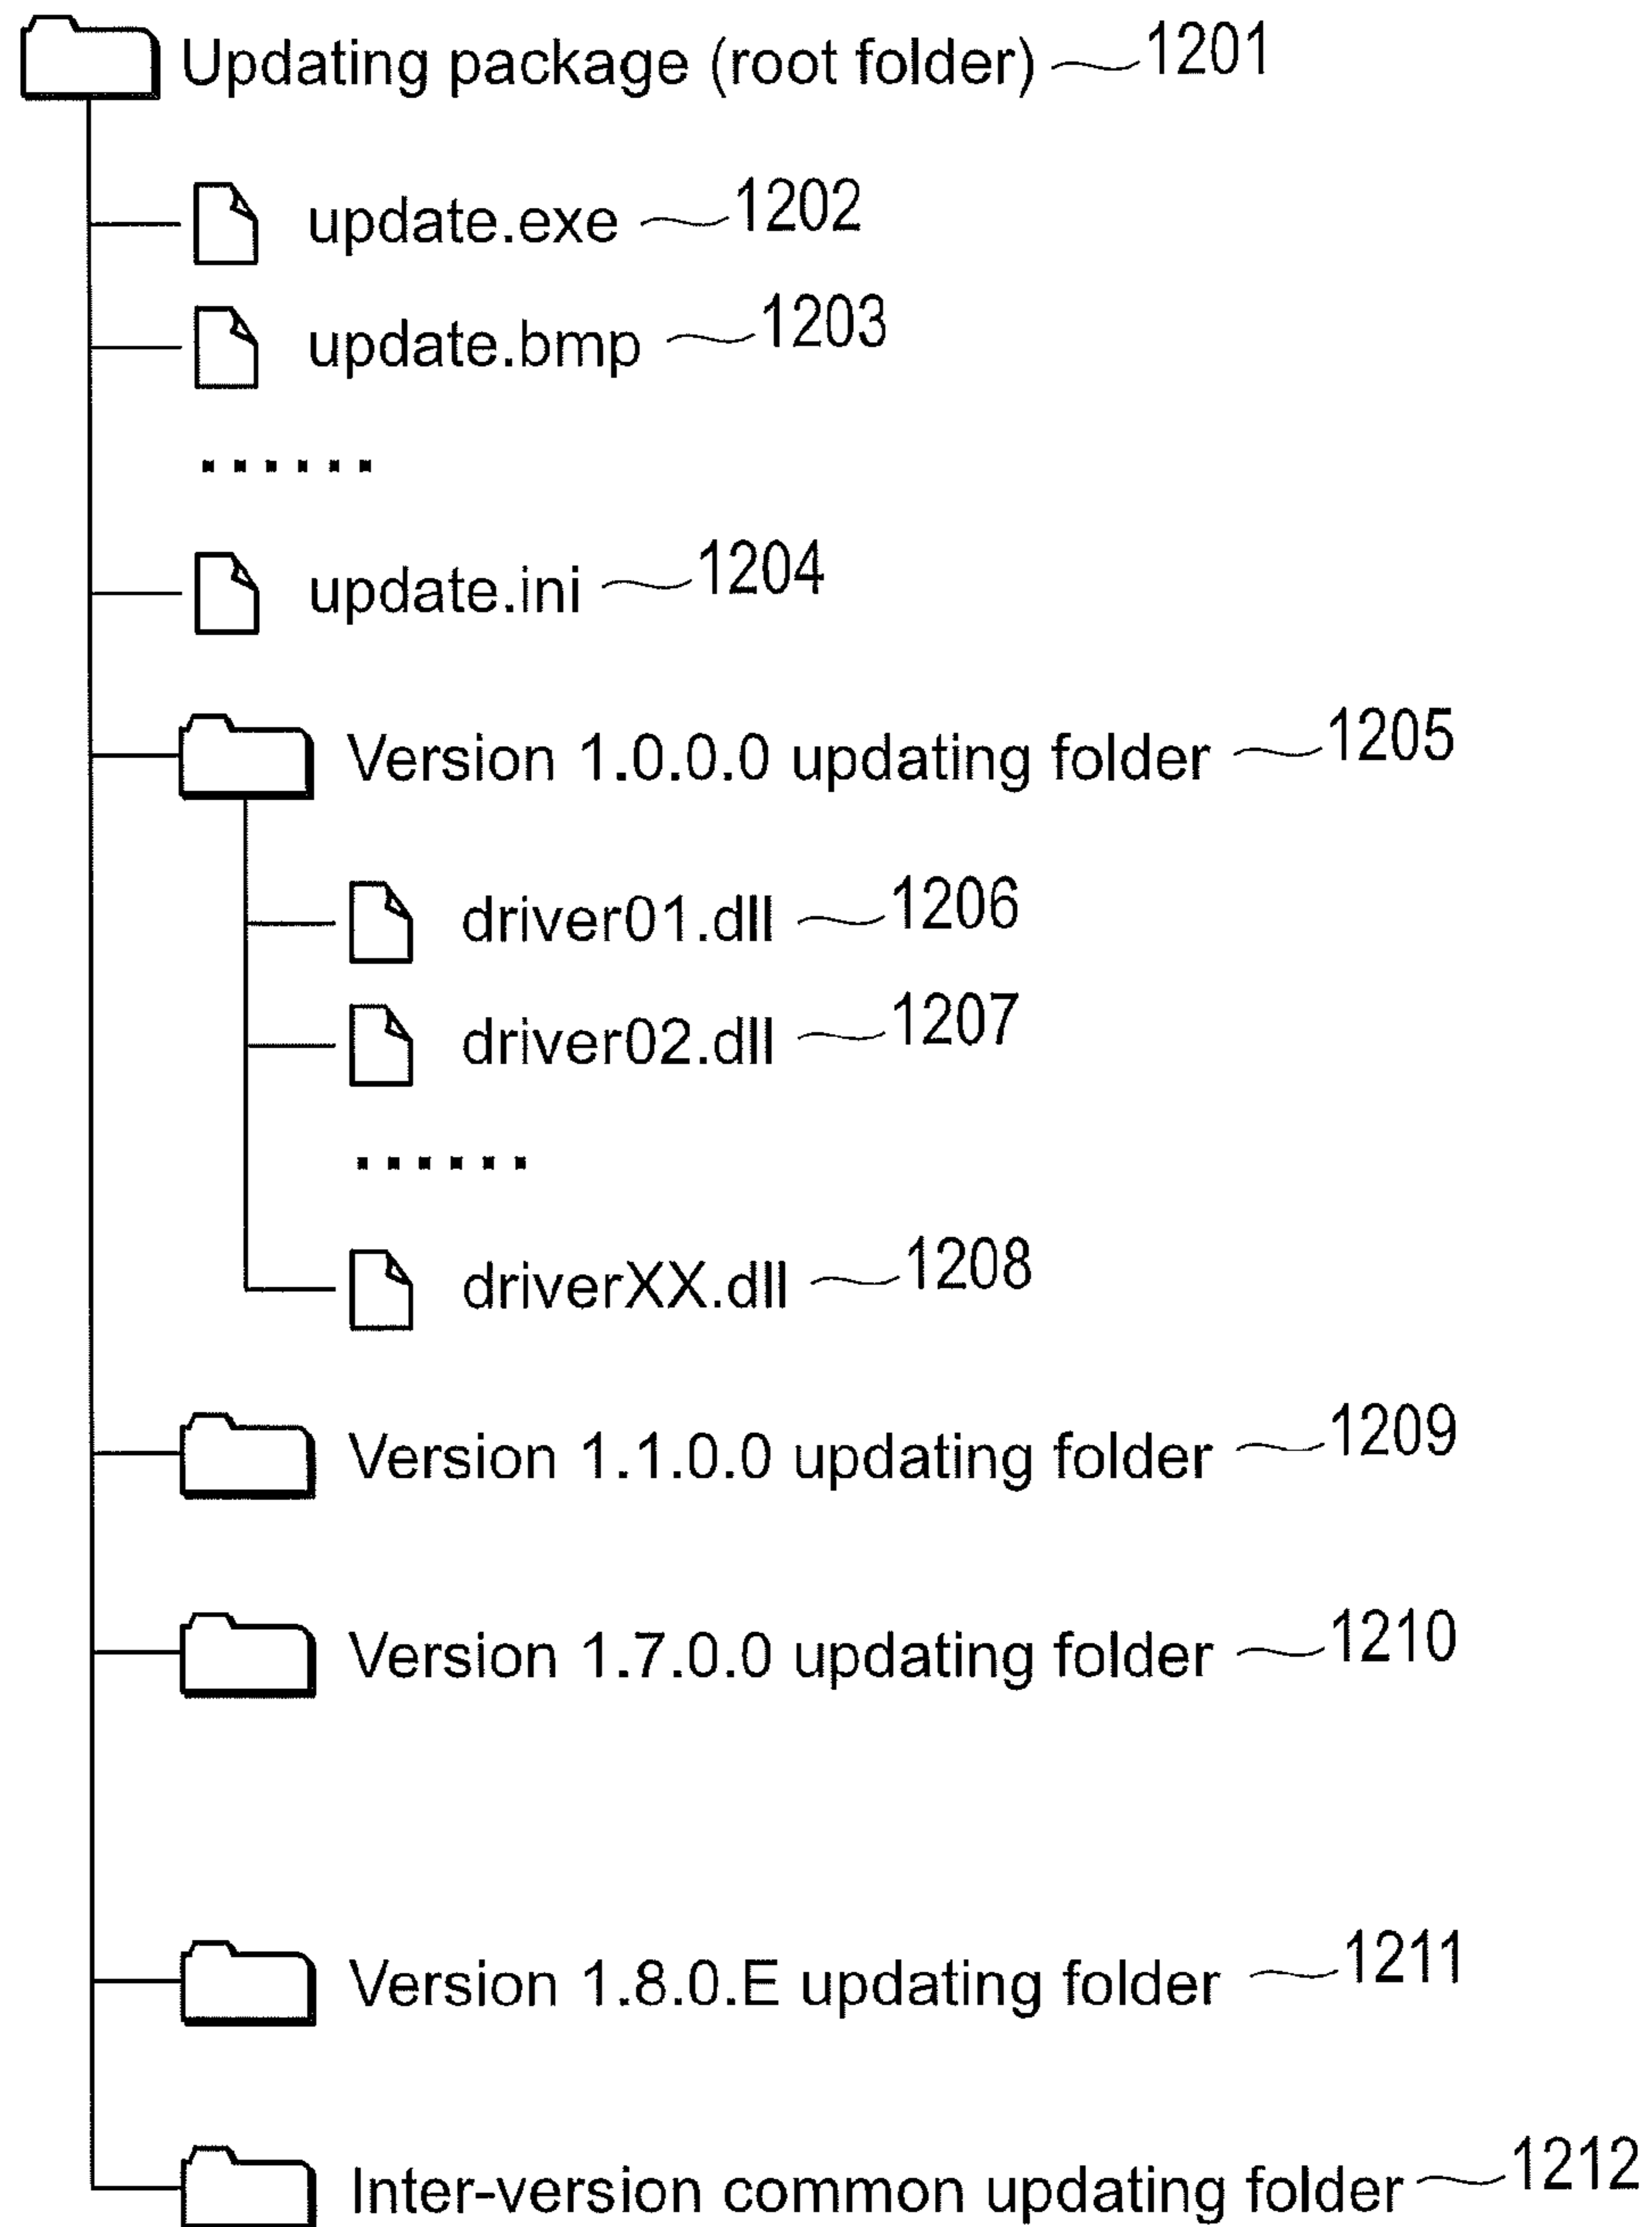 Updating package (root folder) 1201
update.exe 1202
update.bmp 1203
......
update.ini 1204
Version 1.0.0.0 updating folder 1205
driver01.dll 1206
driver02.dll 1207
......
driverXX.dll 1208
Version 1.1.0.0 updating folder 1209
Version 1.7.0.0 updating folder 1210
Version 1.8.0.E updating folder 1211
Inter-version common updating folder 1212